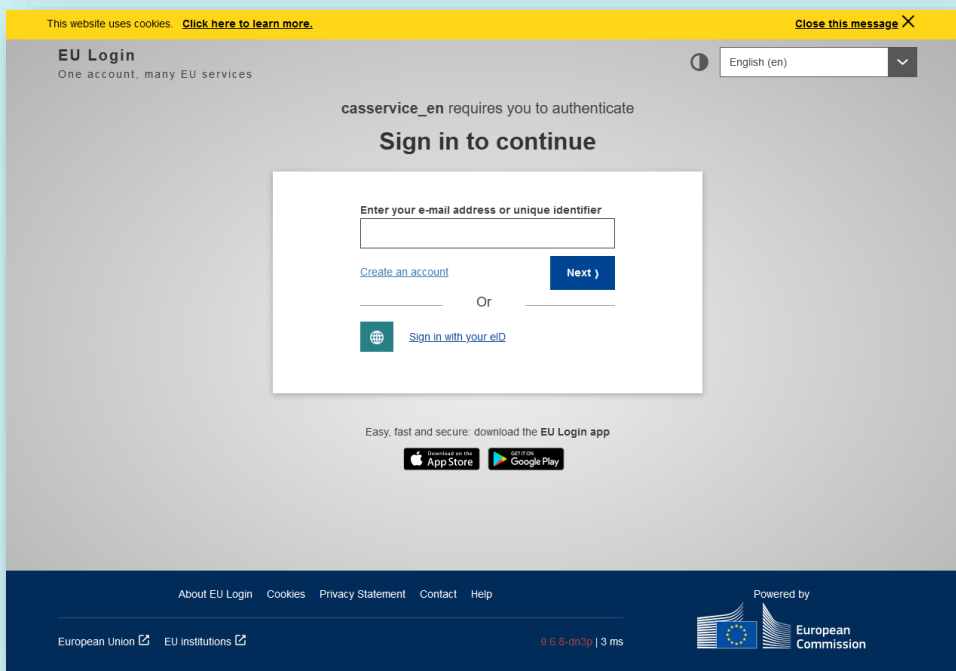 This website uses cookies. Click here to learn more. Close this message
EU Login
One account, many EU services
English (en)
casservice_en requires you to authenticate
Sign in to continue
Enter your e-mail address or unique identifier
Create an account
Next ⟩
Or
Sign in with your eID
Easy, fast and secure: download the EU Login app
Download on the
App Store
GET IT ON
Google Play
About EU Login Cookies Privacy Statement Contact Help
Powered by
European Union EU institutions
9.6.8-dn3p | 3 ms
European
Commission